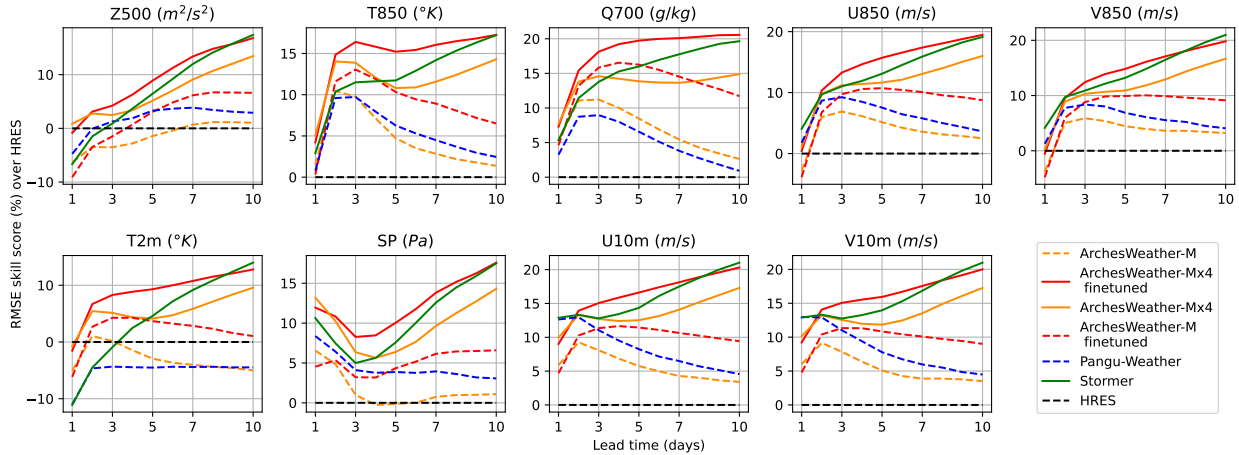 Z500 (m²/s²)
T850 (°K)
Q700 (g/kg)
U850 (m/s)
V850 (m/s)
10
0
−10
15
10
5
0
20
15
10
5
0
20
10
0
20
10
0
1 3 5 7 10
1 3 5 7 10
1 3 5 7 10
1 3 5 7 10
1 3 5 7 10
RMSE skill score (%) over HRES
T2m (°K)
SP (Pa)
U10m (m/s)
V10m (m/s)
10
0
−10
15
10
5
0
20
15
10
5
0
20
15
10
5
0
1 3 5 7 10
1 3 5 7 10
1 3 5 7 10
1 3 5 7 10
Lead time (days)
ArchesWeather-M
ArchesWeather-Mx4
finetuned
ArchesWeather-Mx4
ArchesWeather-M
finetuned
Pangu-Weather
Stormer
HRES